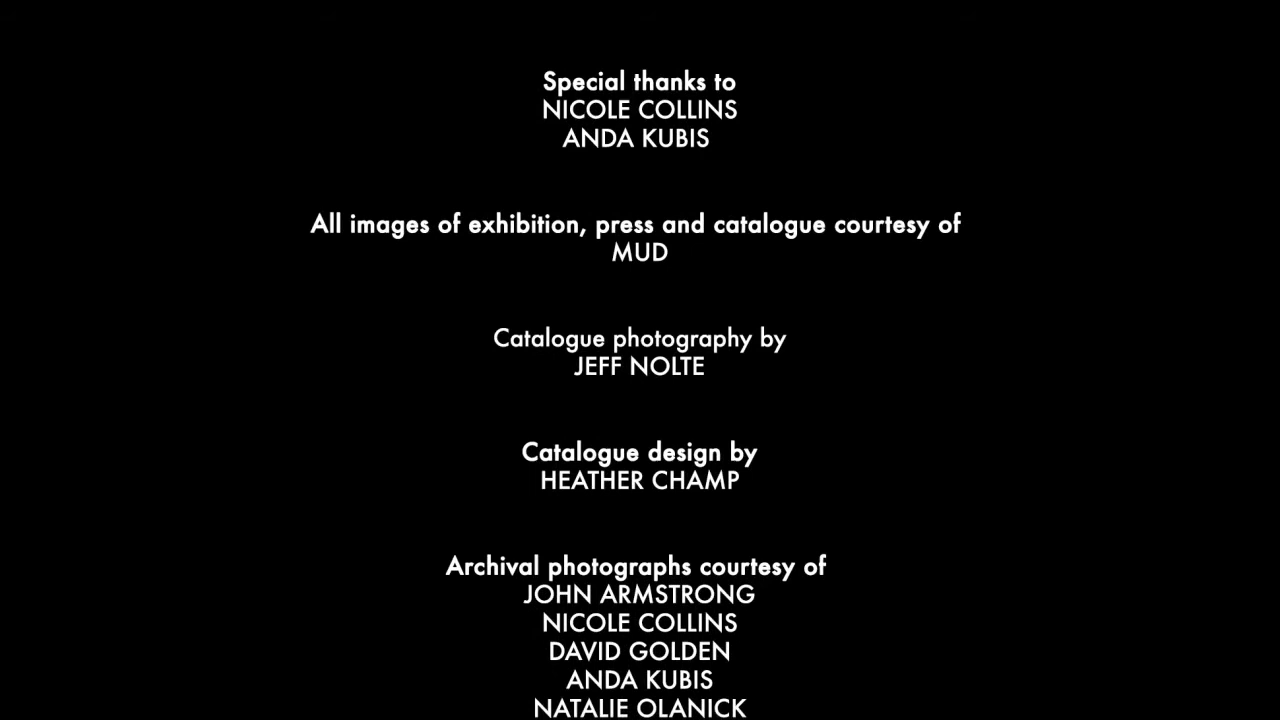 Special thanks to
NICOLE COLLINS
ANDA KUBIS
All images of exhibition, press and catalogue courtesy of
MUD
Catalogue photography by
JEFF NOLTE
Catalogue design by
HEATHER CHAMP
Archival photographs courtesy of
JOHN ARMSTRONG
NICOLE COLLINS
DAVID GOLDEN
ANDA KUBIS
NATALIE OLANICK